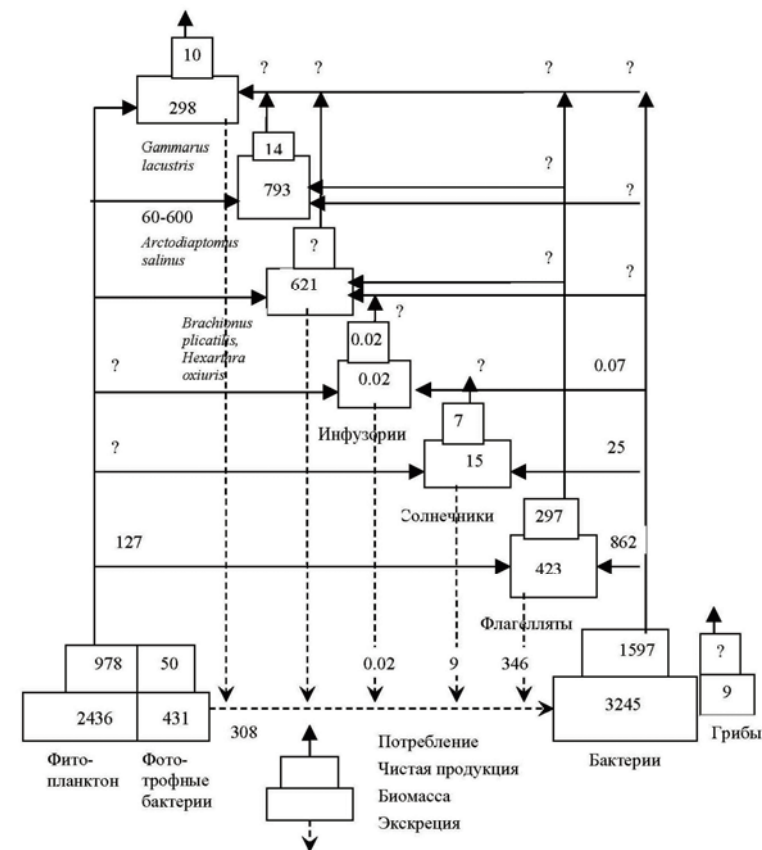 10
? ? ? ?
298
Gammarus
lacustris
14
793
?
?
60-600
Arctodiaptomus
salinus
?
621
?
?
Brachionus
plicatilis,
Hexarthra
oxiuris
?
0.02
?
0.02
?
0.07
Инфузории
7
?
15
25
Солнечники
297
127
862
423
Флагелляты
978
50
0.02
9
346
1597
?
2436
431
3245
9
308
Фито-
планктон
Фото-
трофные
бактерии
Потребление
Чистая продукция
Биомасса
Экскреция
Бактерии
Грибы